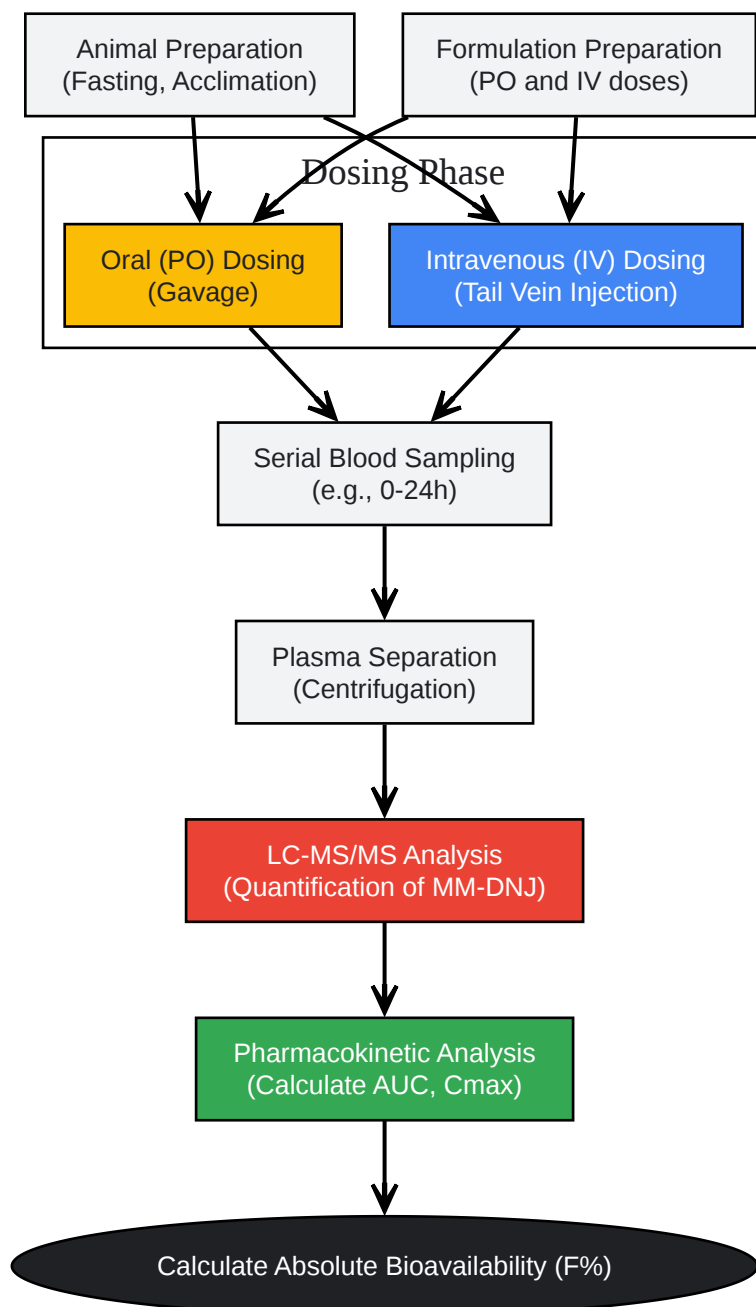 Animal Preparation
(Fasting, Acclimation)
Formulation Preparation
(PO and IV doses)
Dosing Phase
Oral (PO) Dosing
(Gavage)
Intravenous (IV) Dosing
(Tail Vein Injection)
Serial Blood Sampling
(e.g., 0-24h)
Plasma Separation
(Centrifugation)
LC-MS/MS Analysis
(Quantification of MM-DNJ)
Pharmacokinetic Analysis
(Calculate AUC, Cmax)
Calculate Absolute Bioavailability (F%)